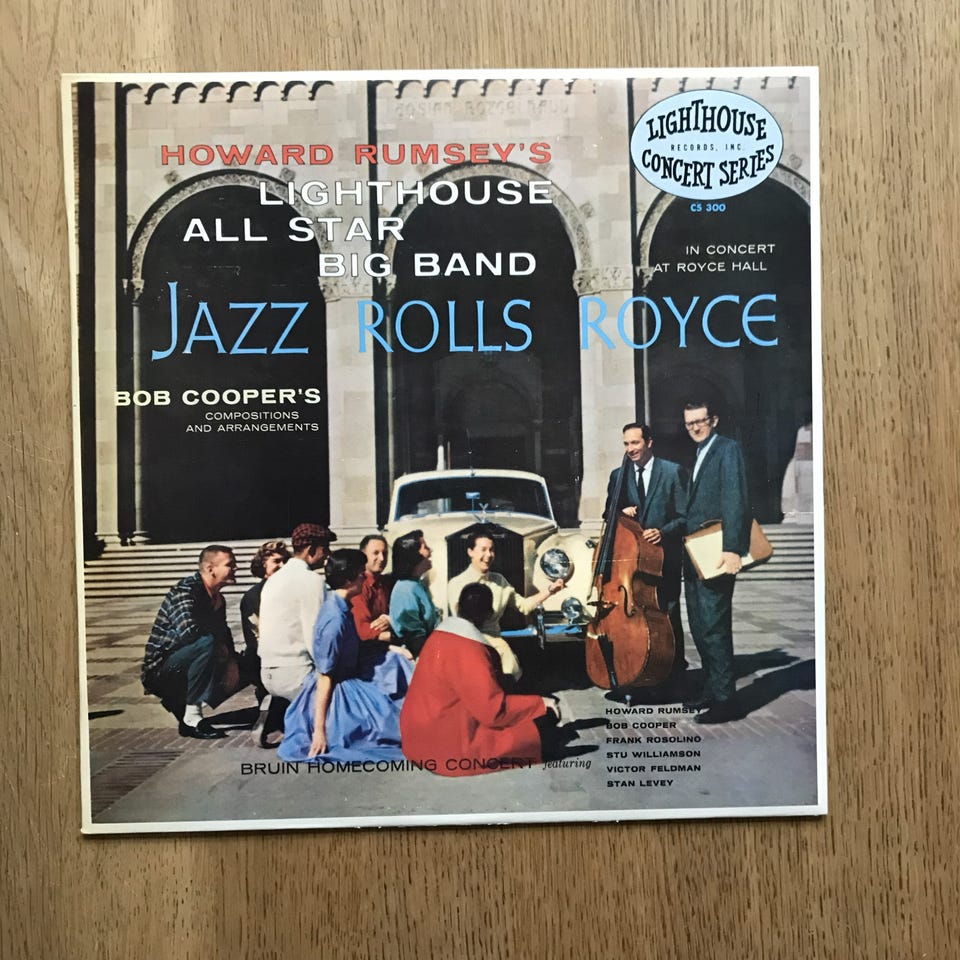 HOWARD RUMSEY'S
LIGHTHOUSE
ALL STAR
BIG BAND
JAZZ ROLLS ROYCE
LIGHTHOUSE
RECORDS, INC.
CONCERT SERIES
CS 300
IN CONCERT
AT ROYCE HALL
BOB COOPER'S
COMPOSITIONS
AND ARRANGEMENTS
BRUIN HOMECOMING CONCERT featuring
HOWARD RUMSEY
BOB COOPER
FRANK ROSOLINO
STU WILLIAMSON
VICTOR FELDMAN
STAN LEVEY